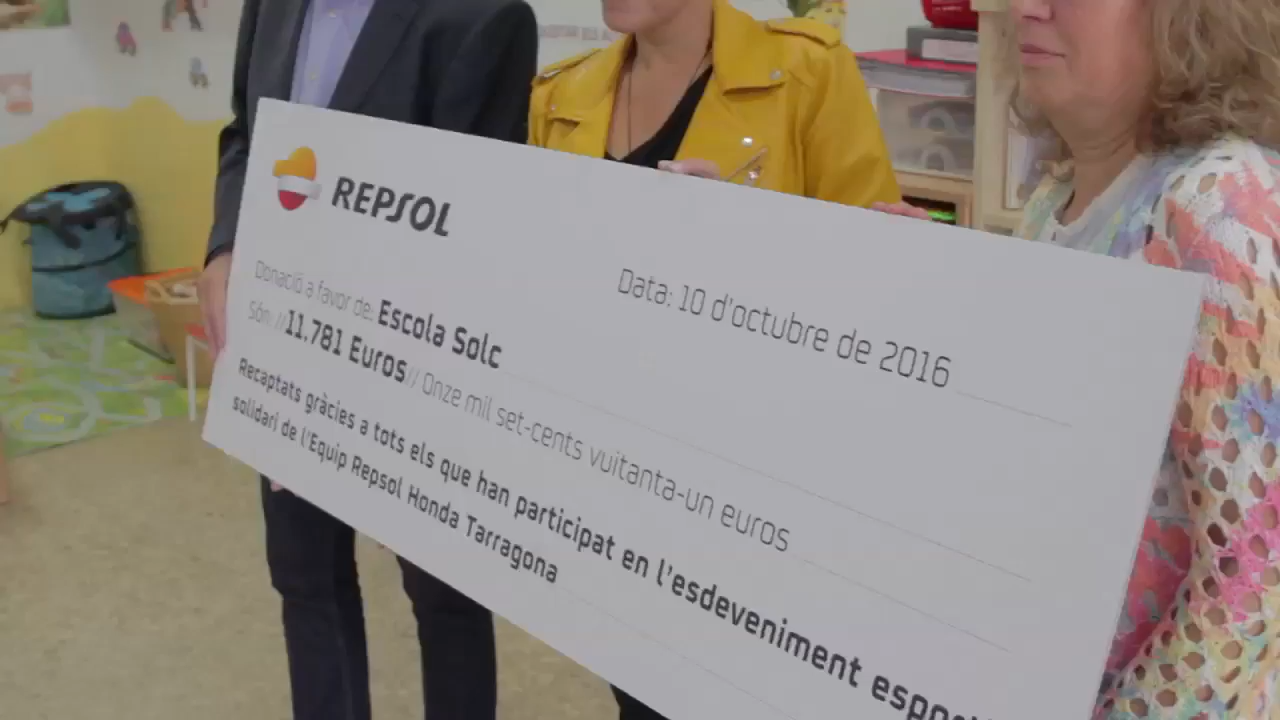 REPSOL
Data: 10 d'octubre de 2016
Donació a favor de: Escola Solc
Són: //11.781 Euros// Onze mil set-cents vuitanta-un euros
Recaptats gràcies a tots els que han participat en l'esdeveniment
solidari de l'Equip Repsol Honda Tarragona